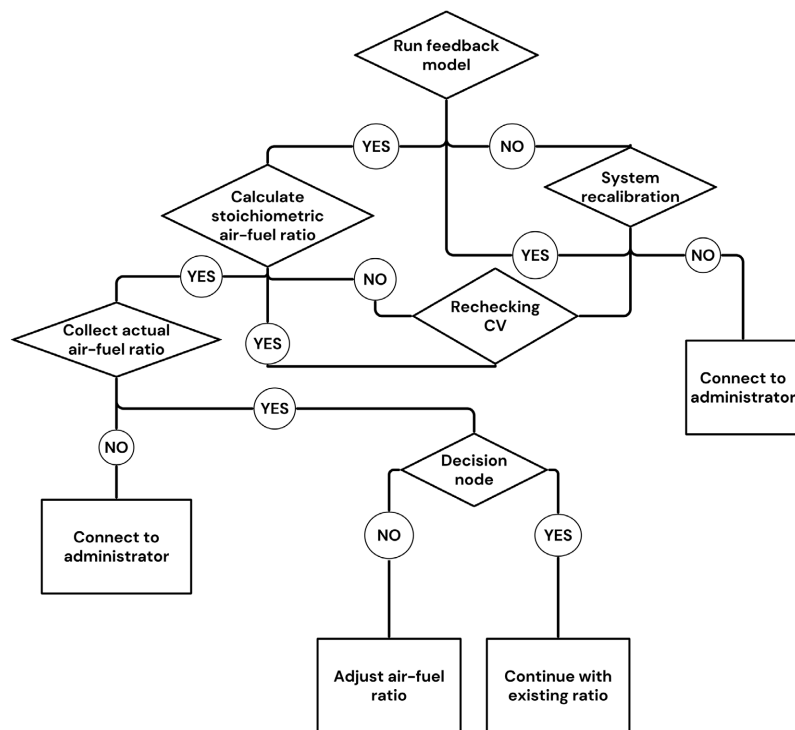 Run feedback
model
YES
NO
System
recalibration
Calculate
stoichiometric
air-fuel ratio
YES
NO
YES
NO
Rechecking
CV
Collect actual
air-fuel ratio
YES
Connect to
administrator
YES
NO
Decision
node
Connect to
administrator
NO
YES
Adjust air-fuel
ratio
Continue with
existing ratio